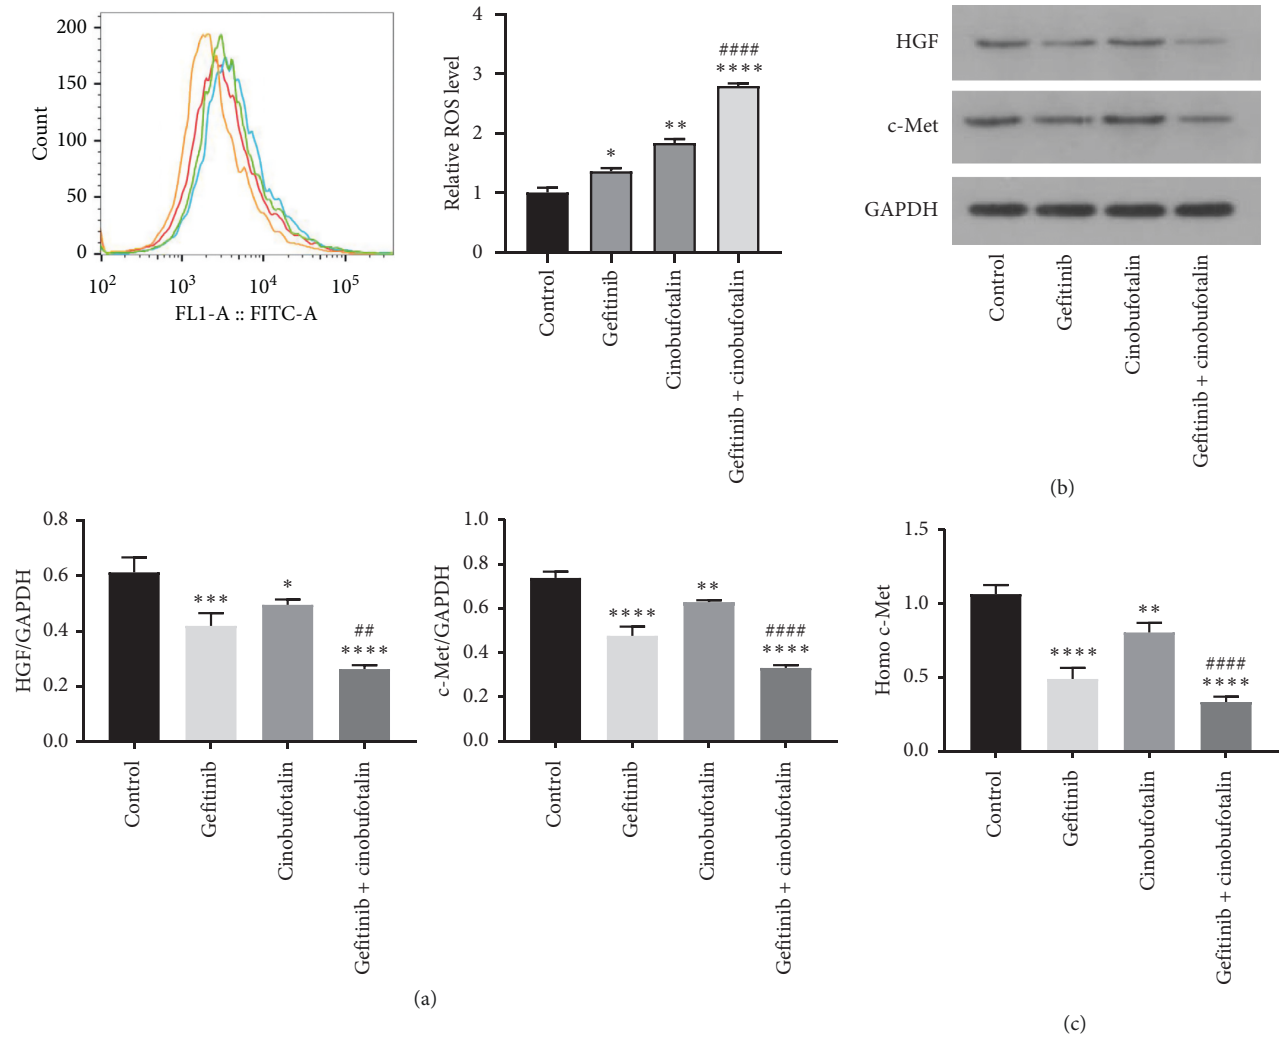 200
150
100
50
0
Count
10²
10³
10⁴
10⁵
FL1-A :: FITC-A
4
3
2
1
0
Relative ROS level
*
**
####
****
Control
Gefitinib
Cinobufotalin
Gefitinib + cinobufotalin
HGF
c-Met
GAPDH
Control
Gefitinib
Cinobufotalin
Gefitinib + cinobufotalin
(b)
0.8
0.6
0.4
0.2
0.0
HGF/GAPDH
***
*
##
****
Control
Gefitinib
Cinobufotalin
Gefitinib + cinobufotalin
1.0
0.8
0.6
0.4
0.2
0.0
c-Met/GAPDH
****
**
####
****
Control
Gefitinib
Cinobufotalin
Gefitinib + cinobufotalin
(a)
1.5
1.0
0.5
0.0
Homo c-Met
****
**
####
****
Control
Gefitinib
Cinobufotalin
Gefitinib + cinobufotalin
(c)